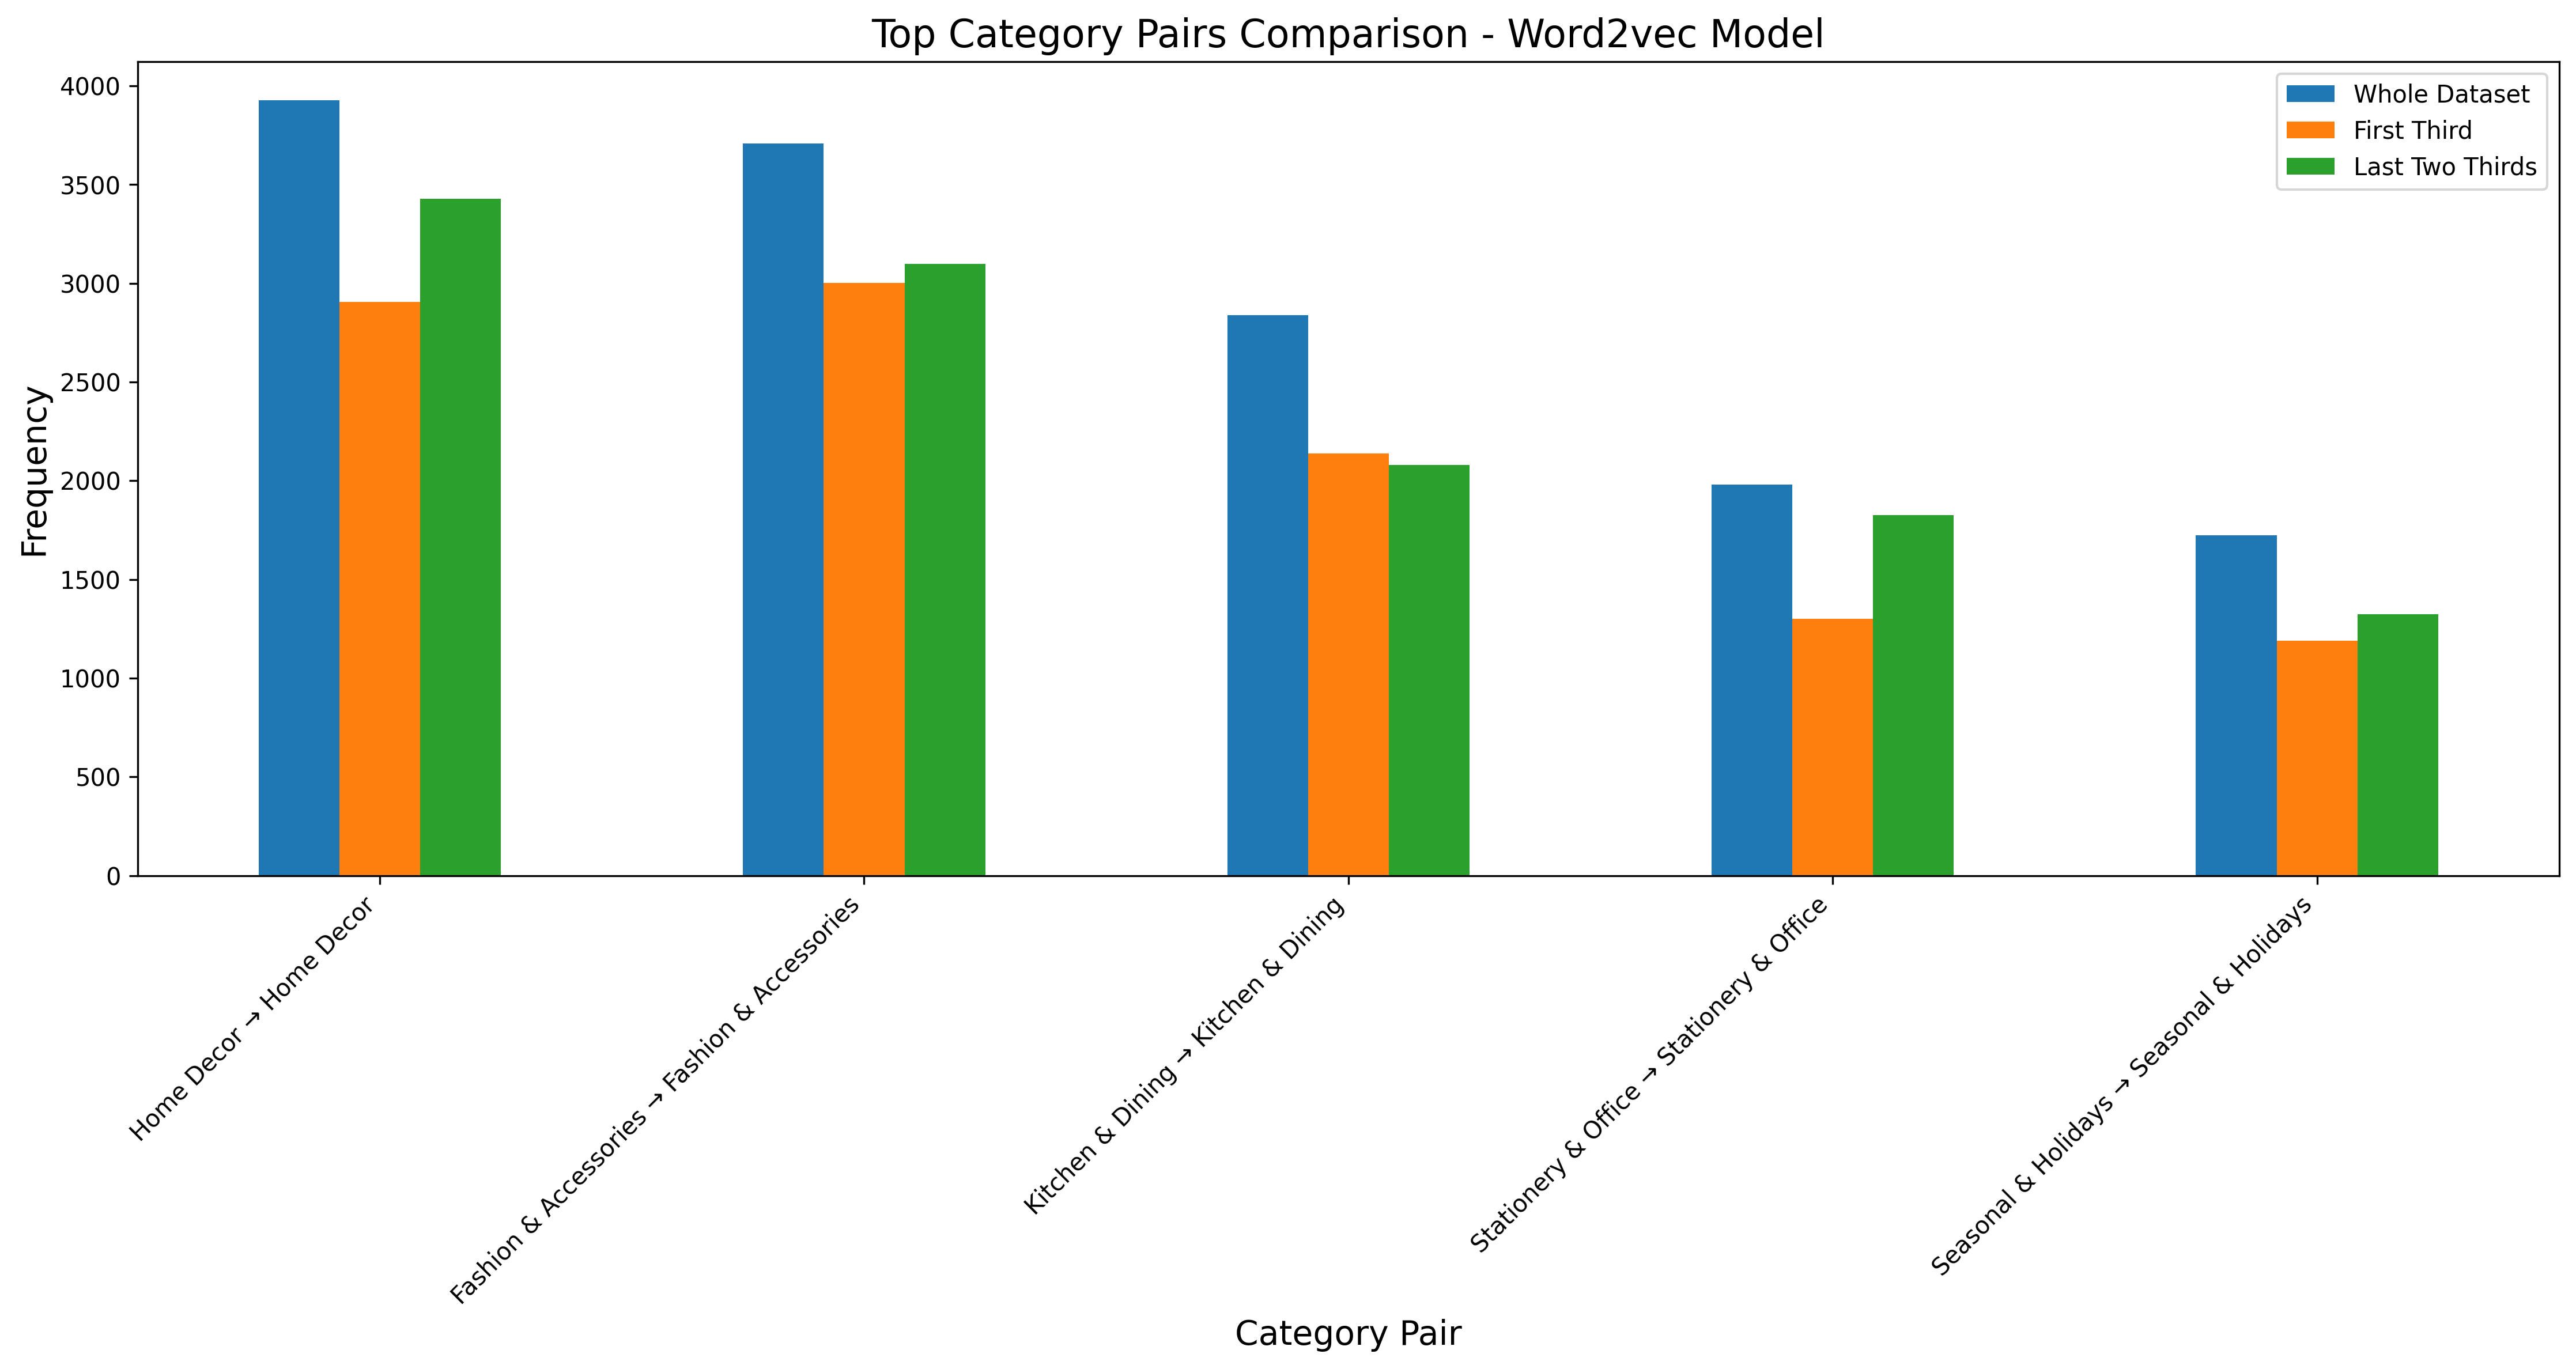 Top Category Pairs Comparison - Word2vec Model
Whole Dataset
First Third
Last Two Thirds
Frequency
4000
3500
3000
2500
2000
1500
1000
500
0
Home Decor → Home Decor
Fashion & Accessories → Fashion & Accessories
Kitchen & Dining → Kitchen & Dining
Stationery & Office → Stationery & Office
Seasonal & Holidays → Seasonal & Holidays
Category Pair